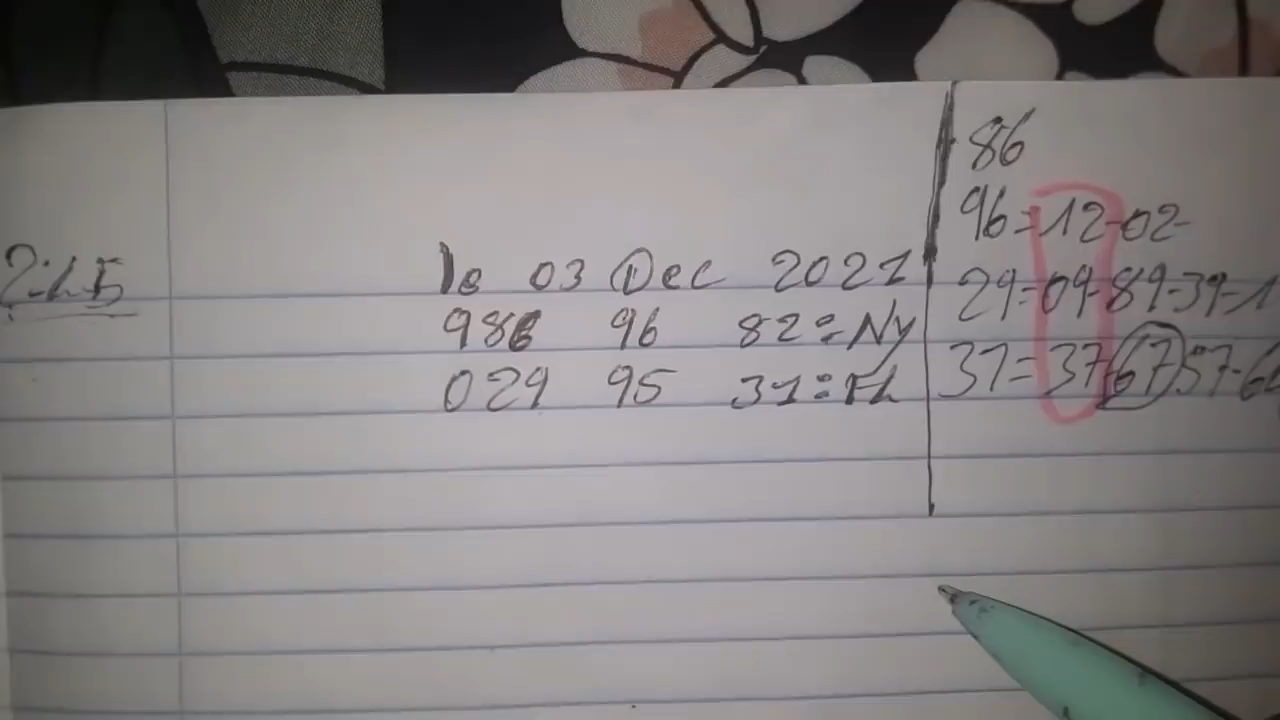 le 03 Dec 2021
986 96 82=Ny
029 95 31=FL
86
96=12-02-
29=09-89-39-1
37=37-67-57-6